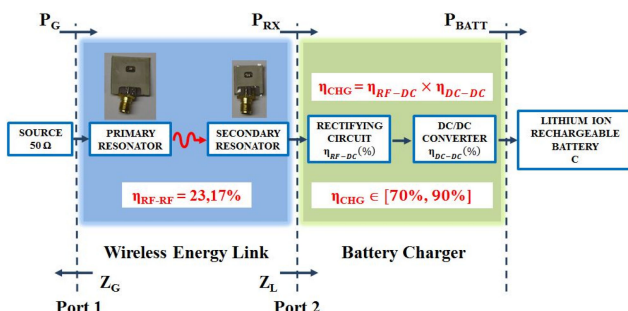 P_G
P_RX
P_BATT
η_CHG = η_RF−DC × η_DC−DC
SOURCE
50 Ω
PRIMARY
RESONATOR
SECONDARY
RESONATOR
RECTIFYING
CIRCUIT
η_RF−DC(%)
DC/DC
CONVERTER
η_DC−DC(%)
LITHIUM ION
RECHARGEABLE
BATTERY
C
η_RF-RF = 23,17%
η_CHG ∈ [70%, 90%]
Wireless Energy Link
Battery Charger
Z_G
Z_L
Port 1
Port 2